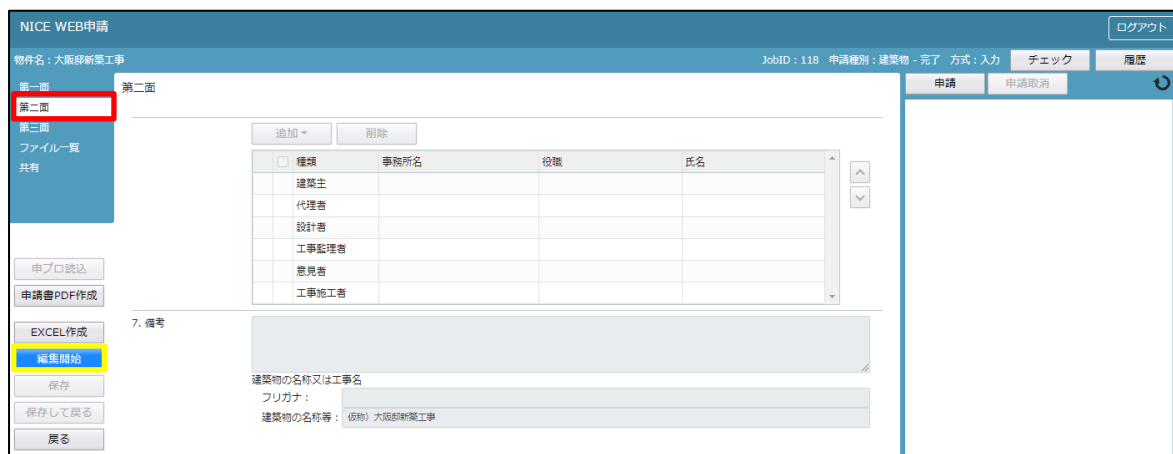 NICE WEB申請
ログアウト
物件名：大阪邸新築工事
JobID：118 申請種別：建築物 - 完了 方式：入力
チェック
履歴
第一面
第二面
第三面
ファイル一覧
共有
申プロ読込
申請書PDF作成
EXCEL作成
編集開始
保存
保存して戻る
戻る
第二面
追加
削除
種類 事務所名 役職 氏名
建築主
代理者
設計者
工事監理者
意見者
工事施工者
7. 備考
建築物の名称又は工事名
フリガナ：
建築物の名称等： 仮称）大阪邸新築工事
申請
申請取消